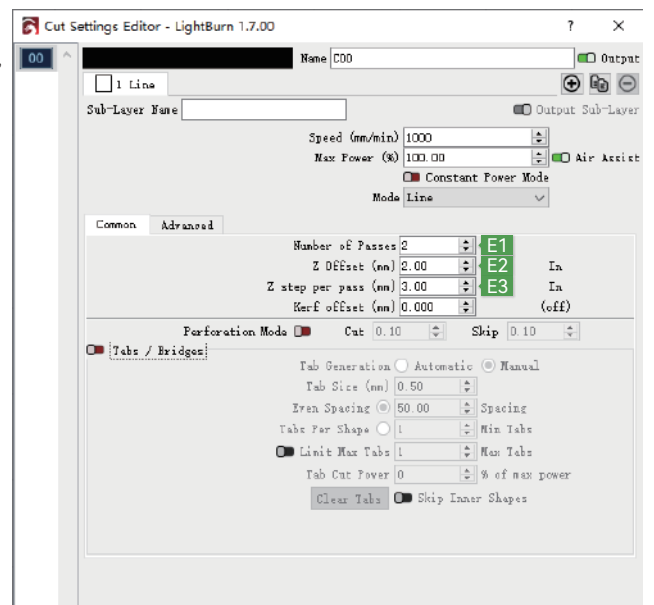 Cut Settings Editor - LightBurn 1.7.00 ? ×
00 Name C00 Output
1 Line
Sub-Layer Name Output Sub-Layer
Speed (mm/min) 1000
Max Power (%) 100.00 Air Assist
Constant Power Mode
Mode Line
Common Advanced
Number of Passes 2 E1
Z Offset (mm) 2.00 E2 In
Z step per pass (mm) 3.00 E3 In
Kerf offset (mm) 0.000 (off)
Perforation Mode Cut 0.10 Skip 0.10
Tabs / Bridges
Tab Generation Automatic Manual
Tab Size (mm) 0.50
Even Spacing 50.00 Spacing
Tabs Per Shape 1 Min Tabs
Limit Max Tabs 1 Max Tabs
Tab Cut Power 0 % of max power
Clear Tabs Skip Inner Shapes